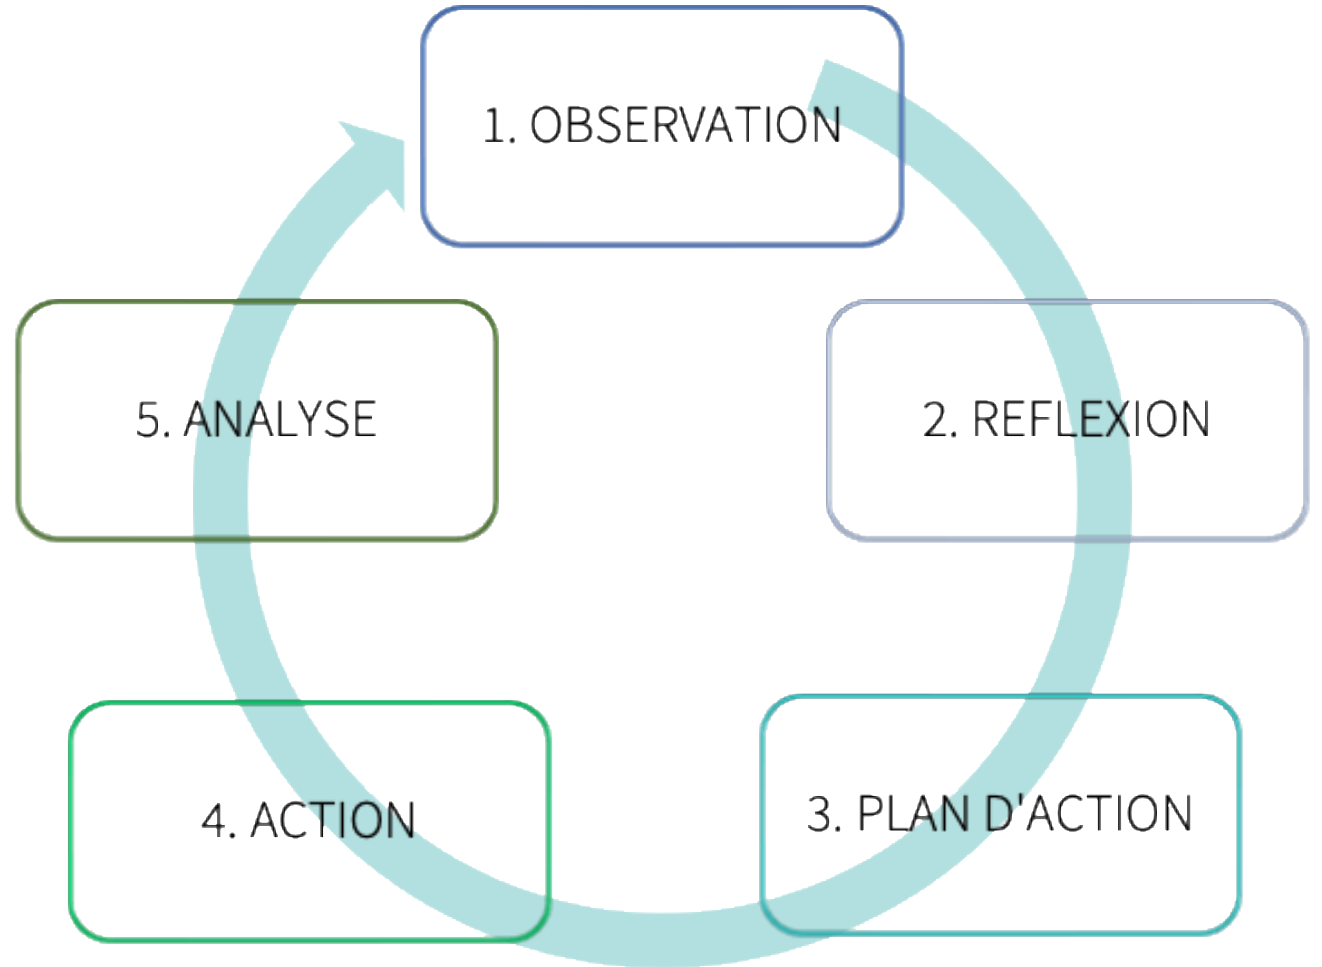 1. OBSERVATION
2. REFLEXION
3. PLAN D'ACTION
4. ACTION
5. ANALYSE